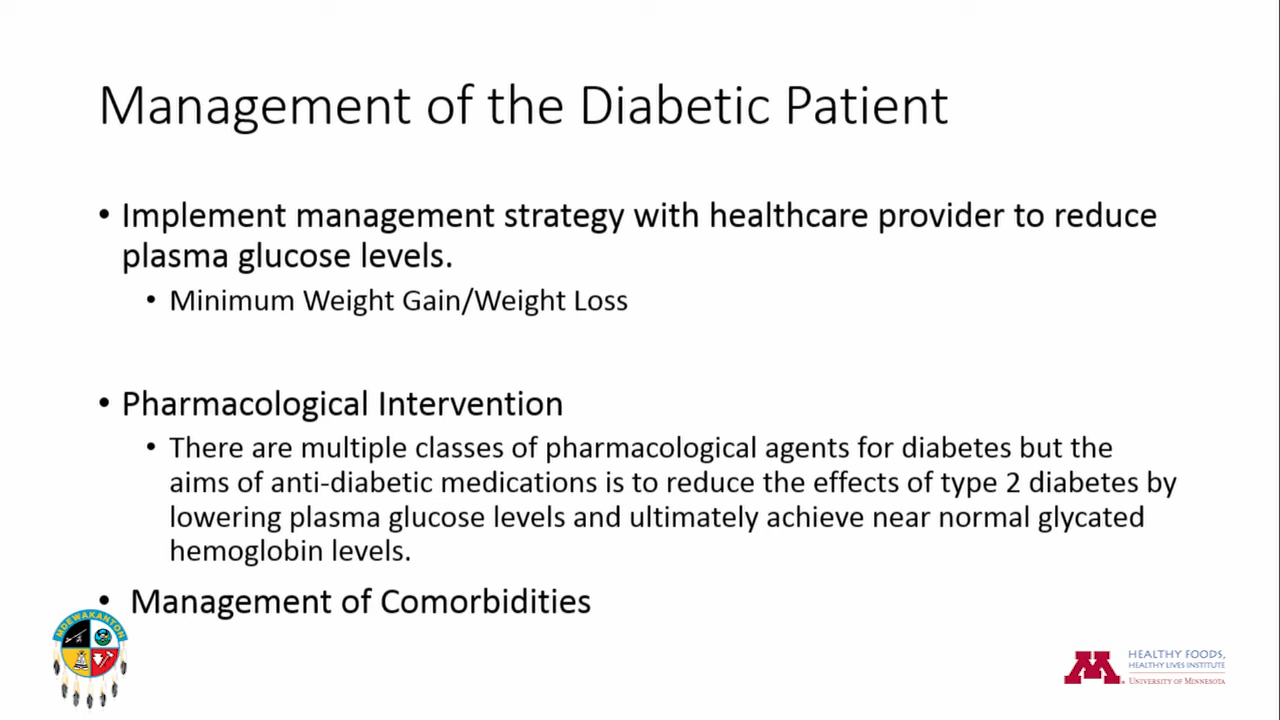 Management of the Diabetic Patient
• Implement management strategy with healthcare provider to reduce
plasma glucose levels.
• Minimum Weight Gain/Weight Loss
• Pharmacological Intervention
• There are multiple classes of pharmacological agents for diabetes but the
aims of anti-diabetic medications is to reduce the effects of type 2 diabetes by
lowering plasma glucose levels and ultimately achieve near normal glycated
hemoglobin levels.
• Management of Comorbidities
MDEWAKANTON
M
HEALTHY FOODS,
HEALTHY LIVES INSTITUTE
UNIVERSITY OF MINNESOTA